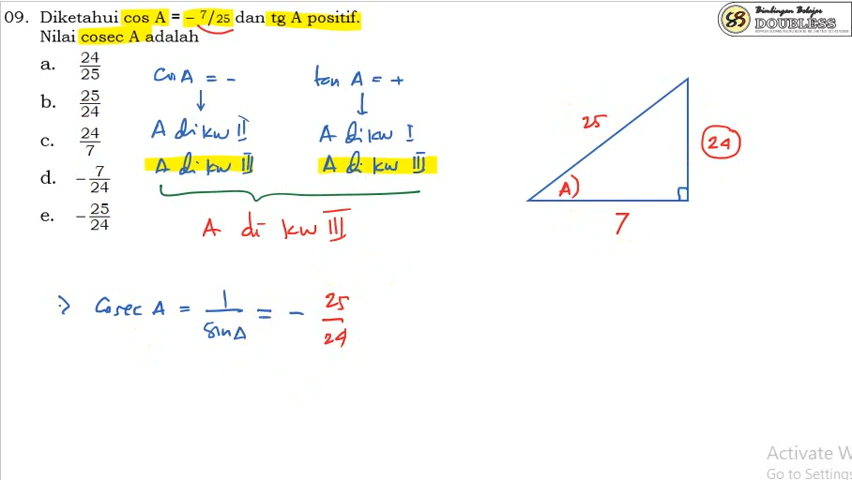 09. Diketahui cos A = – 7/25 dan tg A positif.
Nilai cosec A adalah
a. 24/25
b. 25/24
c. 24/7
d. – 7/24
e. – 25/24
Cos A = –
↓
A di kw II
A di kw III
tan A = +
↓
A di kw I
A di kw III
A di kw III
Cosec A = 1/sin A = – 25/24
25
24
A)
7
Bimbingan Belajar
DOUBLESS
Activate W
Go to Settings